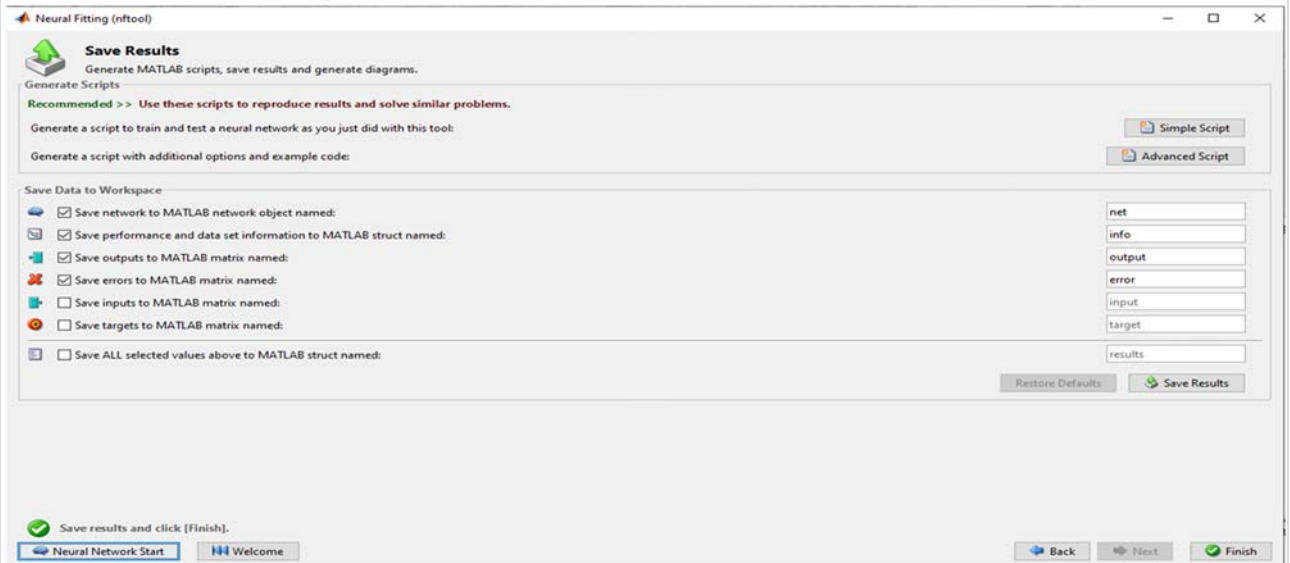 Neural Fitting (nftool)
Save Results
Generate MATLAB scripts, save results and generate diagrams.
Generate Scripts
Recommended >> Use these scripts to reproduce results and solve similar problems.
Generate a script to train and test a neural network as you just did with this tool:
Simple Script
Generate a script with additional options and example code:
Advanced Script
Save Data to Workspace
Save network to MATLAB network object named:
net
Save performance and data set information to MATLAB struct named:
info
Save outputs to MATLAB matrix named:
output
Save errors to MATLAB matrix named:
error
Save inputs to MATLAB matrix named:
input
Save targets to MATLAB matrix named:
target
Save ALL selected values above to MATLAB struct named:
results
Restore Defaults
Save Results
Save results and click [Finish].
Neural Network Start
Welcome
Back
Next
Finish